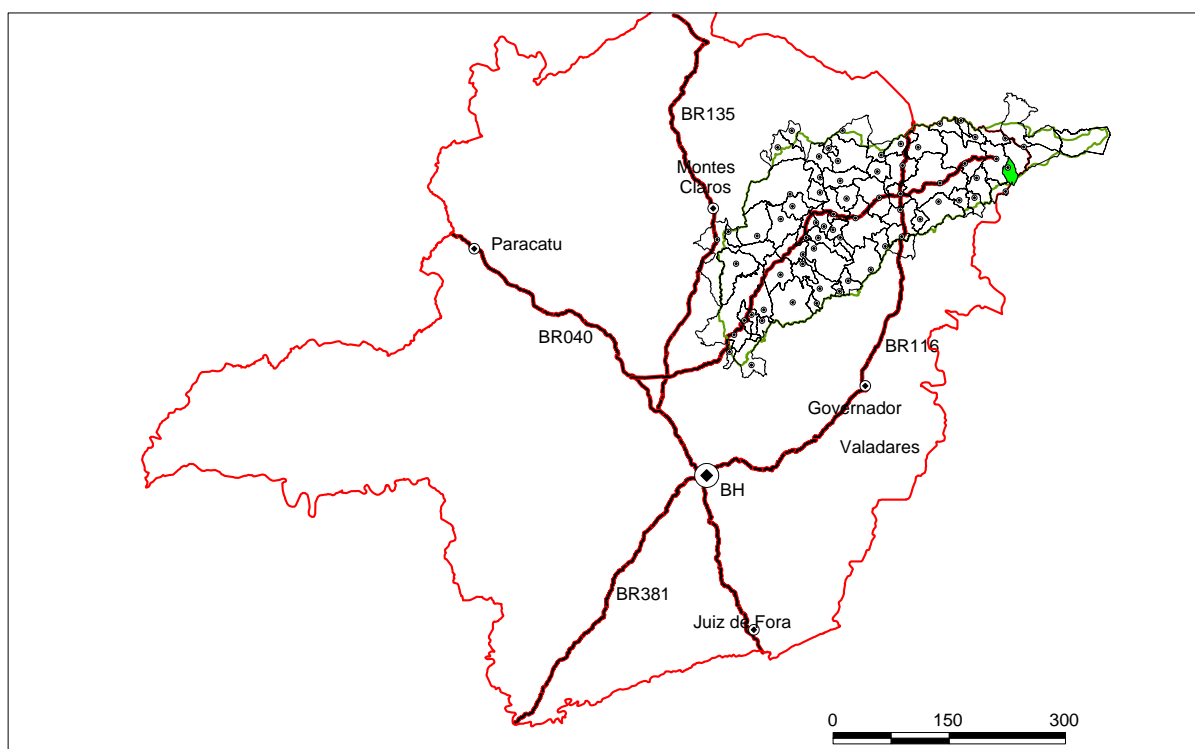 BR135
Montes
Claros
Paracatu
BR040
BR116
Governador
Valadares
BH
BR381
Juiz de Fora
0 150 300